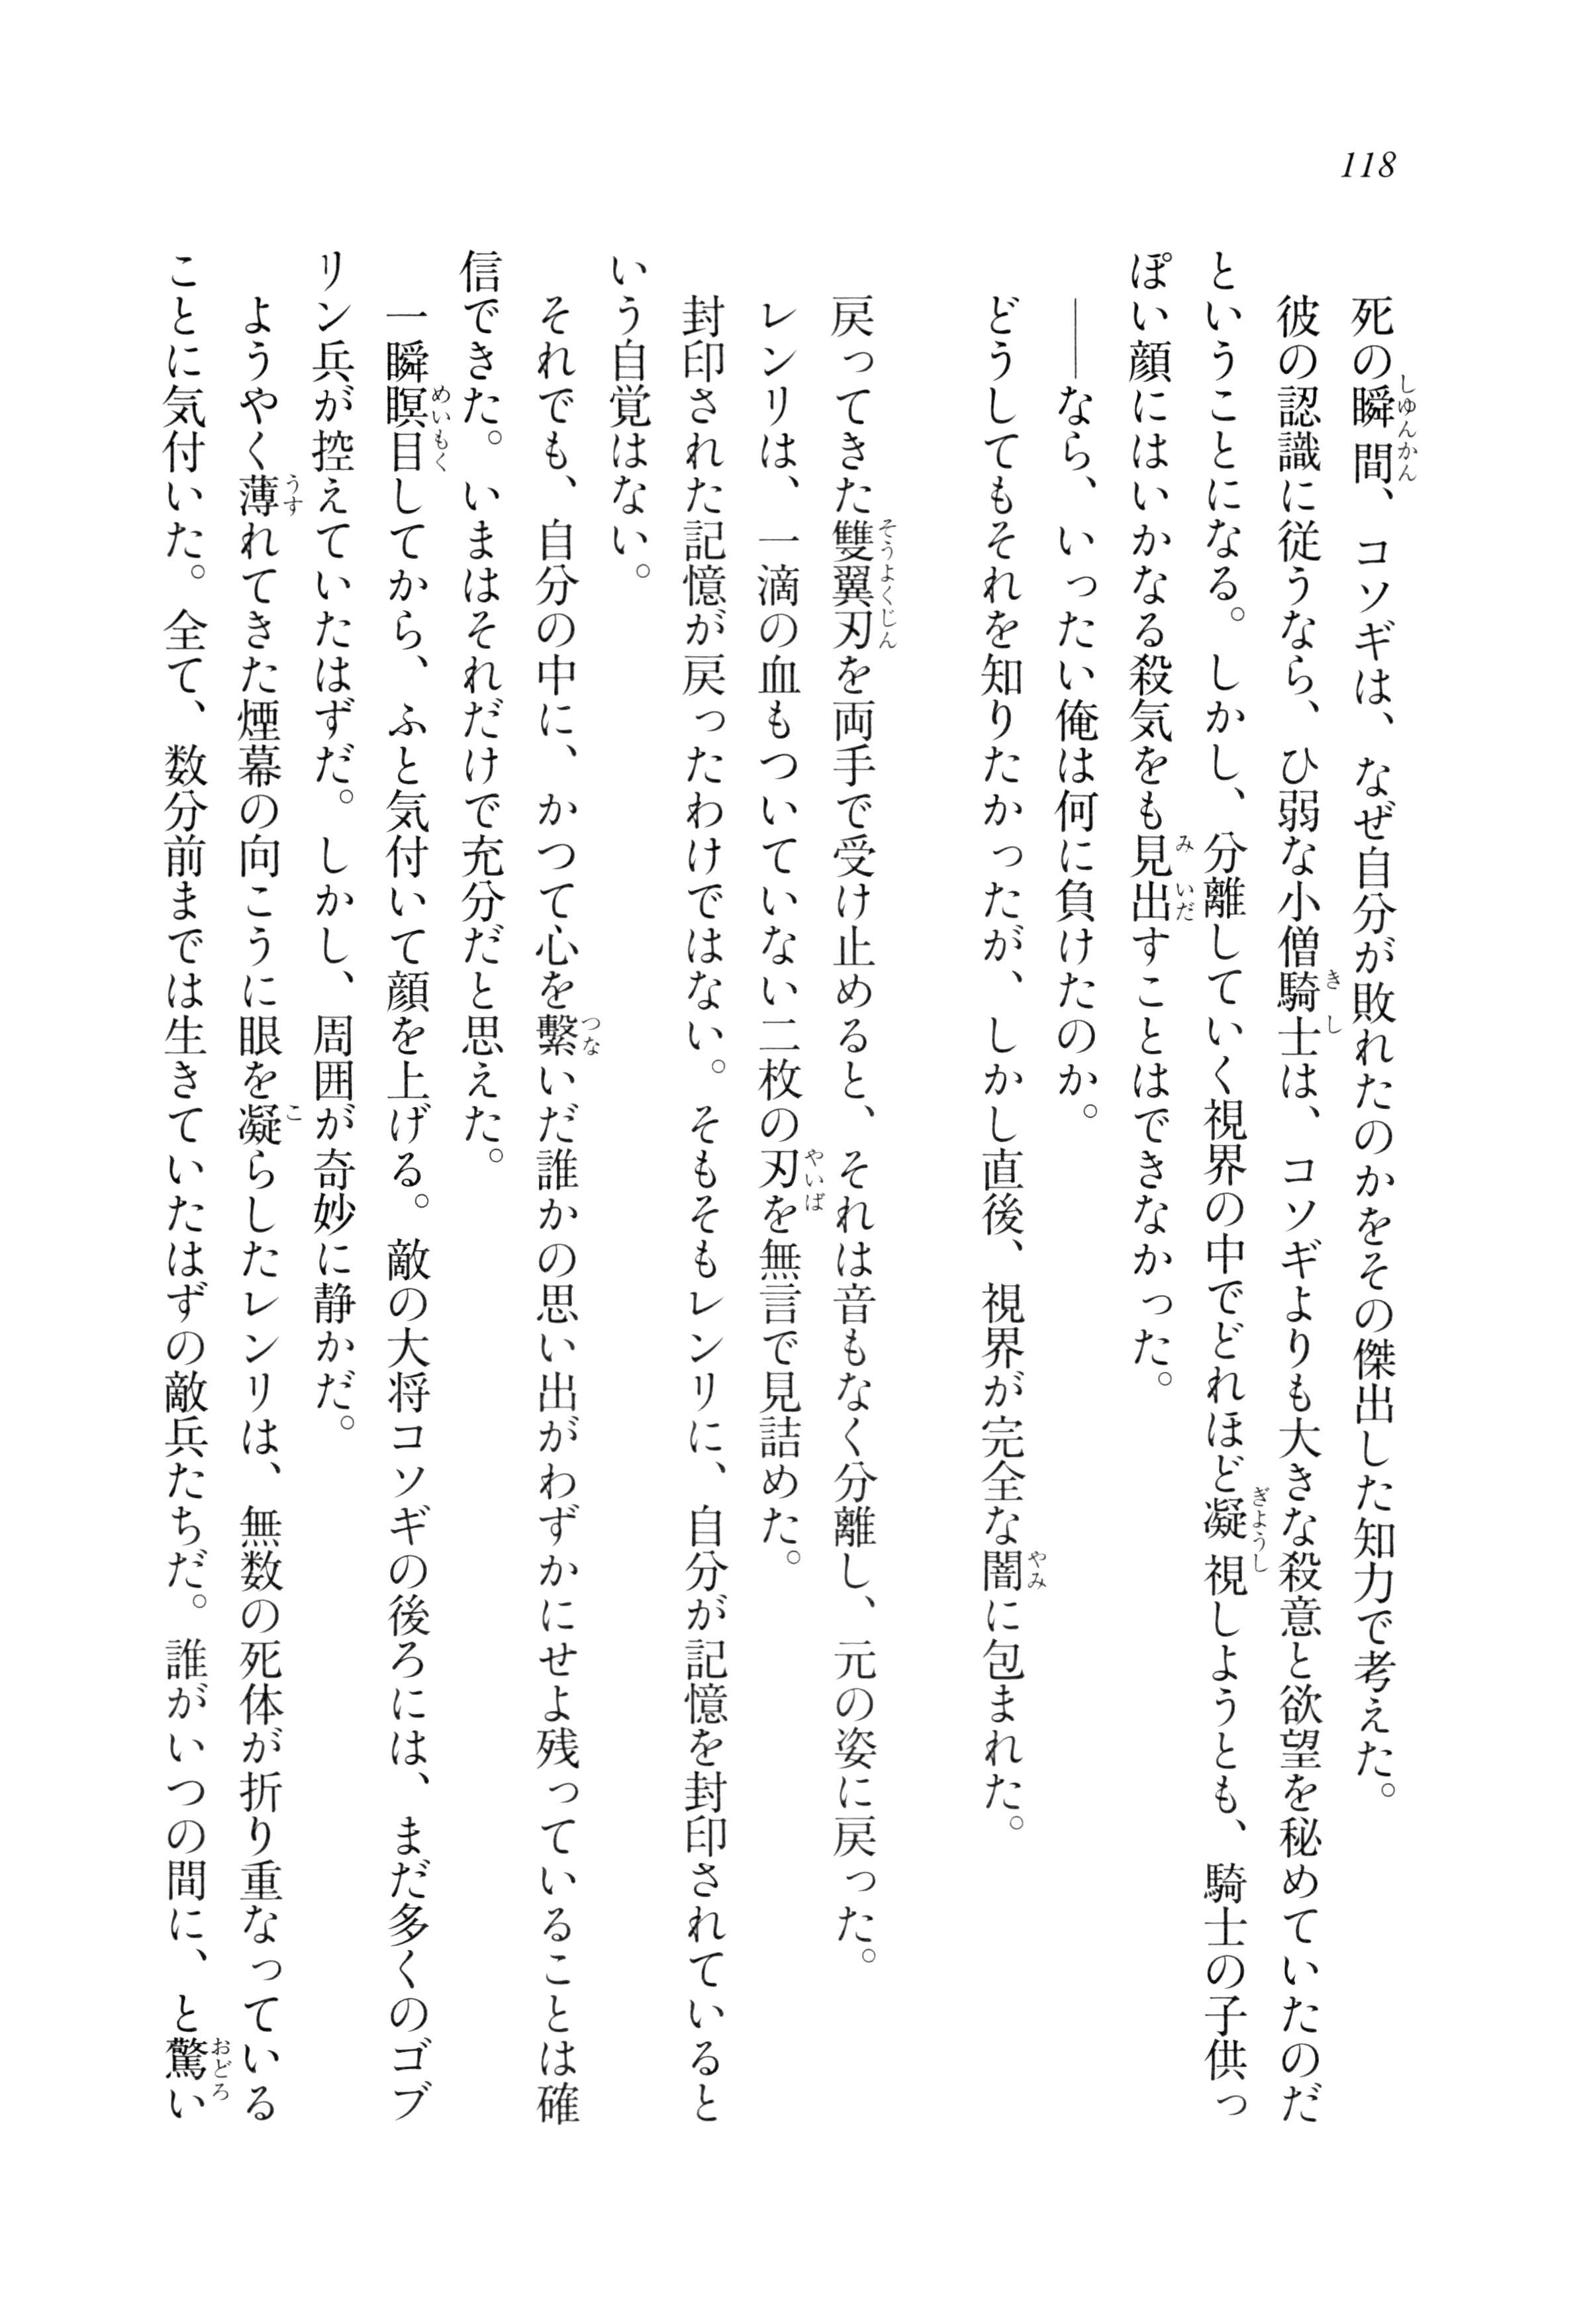 118
死の瞬間、コソギは、なぜ自分が敗れたのかをその傑出した知力で考えた。
彼の認識に従うなら、ひ弱な小僧騎士は、コソギよりも大きな殺意と欲望を秘めていたのだ
ということになる。しかし、分離していく視界の中でどれほど凝視しようとも、騎士の子供っ
ぽい顔にはいかなる殺気をも見出すことはできなかった。
――なら、いったい俺は何に負けたのか。
どうしてもそれを知りたかったが、しかし直後、視界が完全な闇に包まれた。
戻ってきた雙翼刃を両手で受け止めると、それは音もなく分離し、元の姿に戻った。
レンリは、一滴の血もついていない二枚の刃を無言で見詰めた。
封印された記憶が戻ったわけではない。そもそもレンリに、自分が記憶を封印されていると
いう自覚はない。
それでも、自分の中に、かつて心を繫いだ誰かの思い出がわずかにせよ残っていることは確
信できた。いまはそれだけで充分だと思えた。
一瞬瞑目してから、ふと気付いて顔を上げる。敵の大将コソギの後ろには、まだ多くのゴブ
リン兵が控えていたはずだ。しかし、周囲が奇妙に静かだ。
ようやく薄れてきた煙幕の向こうに眼を凝らしたレンリは、無数の死体が折り重なっている
ことに気付いた。全て、数分前までは生きていたはずの敵兵たちだ。誰がいつの間に、と驚い